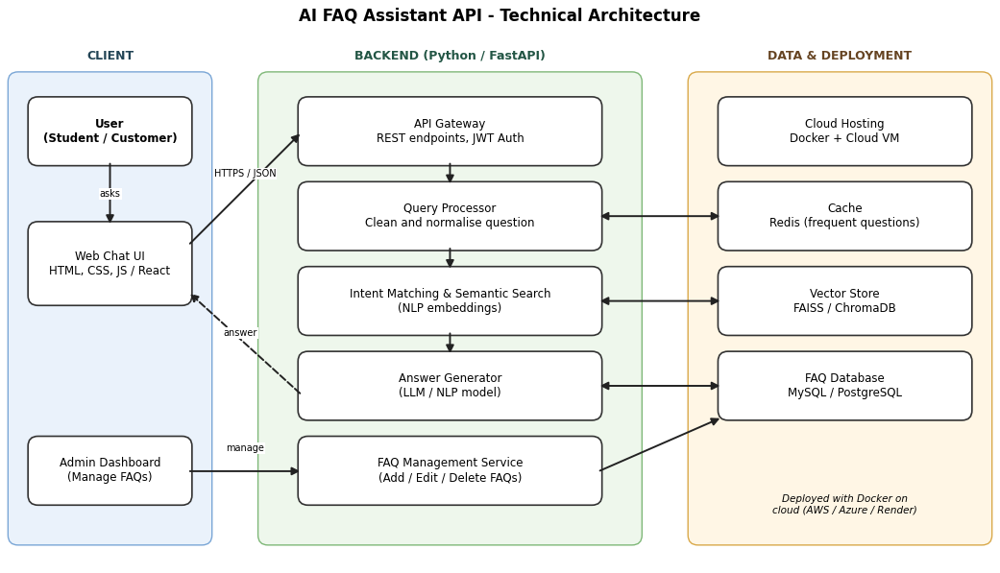 AI FAQ Assistant API - Technical Architecture
CLIENT
User
(Student / Customer)
asks
Web Chat UI
HTML, CSS, JS / React
Admin Dashboard
(Manage FAQs)
HTTPS / JSON
answer
manage
BACKEND (Python / FastAPI)
API Gateway
REST endpoints, JWT Auth
Query Processor
Clean and normalise question
Intent Matching & Semantic Search
(NLP embeddings)
Answer Generator
(LLM / NLP model)
FAQ Management Service
(Add / Edit / Delete FAQs)
DATA & DEPLOYMENT
Cloud Hosting
Docker + Cloud VM
Cache
Redis (frequent questions)
Vector Store
FAISS / ChromaDB
FAQ Database
MySQL / PostgreSQL
Deployed with Docker on
cloud (AWS / Azure / Render)